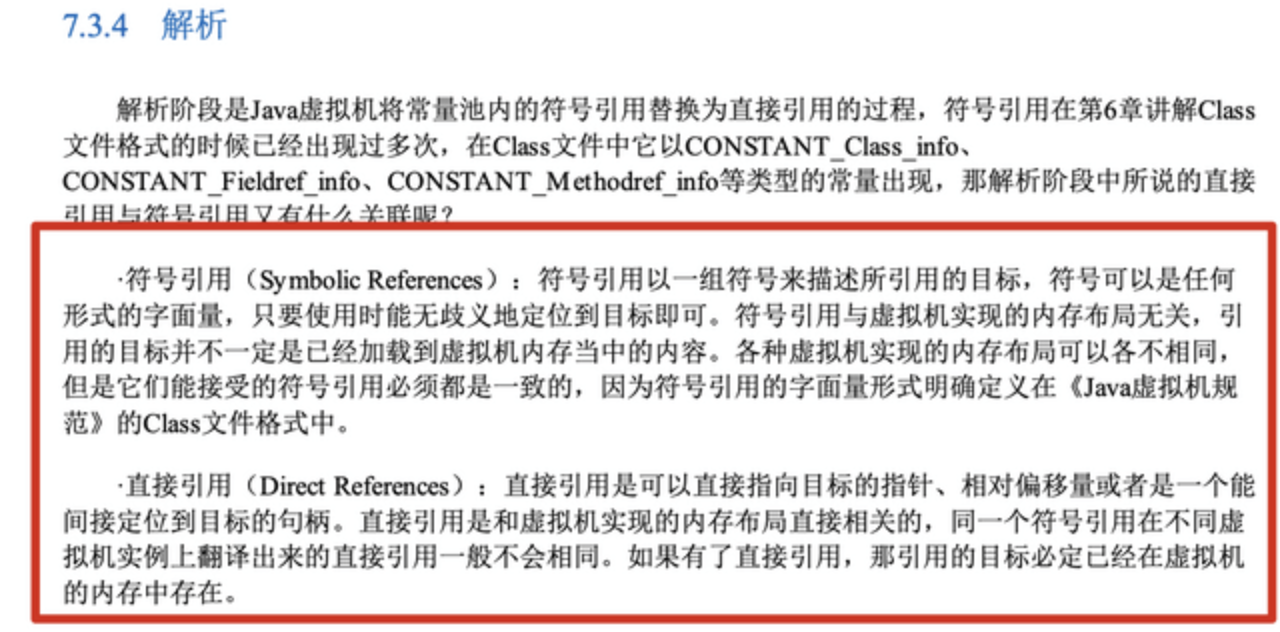 7.3.4 解析
解析阶段是Java虚拟机将常量池内的符号引用替换为直接引用的过程，符号引用在第6章讲解Class
文件格式的时候已经出现过多次，在Class文件中它以CONSTANT_Class_info、
CONSTANT_Fieldref_info、CONSTANT_Methodref_info等类型的常量出现，那解析阶段中所说的直接
引用与符号引用又有什么关联呢？
·符号引用（Symbolic References）：符号引用以一组符号来描述所引用的目标，符号可以是任何
形式的字面量，只要使用时能无歧义地定位到目标即可。符号引用与虚拟机实现的内存布局无关，引
用的目标并不一定是已经加载到虚拟机内存当中的内容。各种虚拟机实现的内存布局可以各不相同，
但是它们能接受的符号引用必须都是一致的，因为符号引用的字面量形式明确定义在《Java虚拟机规
范》的Class文件格式中。
·直接引用（Direct References）：直接引用是可以直接指向目标的指针、相对偏移量或者是一个能
间接定位到目标的句柄。直接引用是和虚拟机实现的内存布局直接相关的，同一个符号引用在不同虚
拟机实例上翻译出来的直接引用一般不会相同。如果有了直接引用，那引用的目标必定已经在虚拟机
的内存中存在。